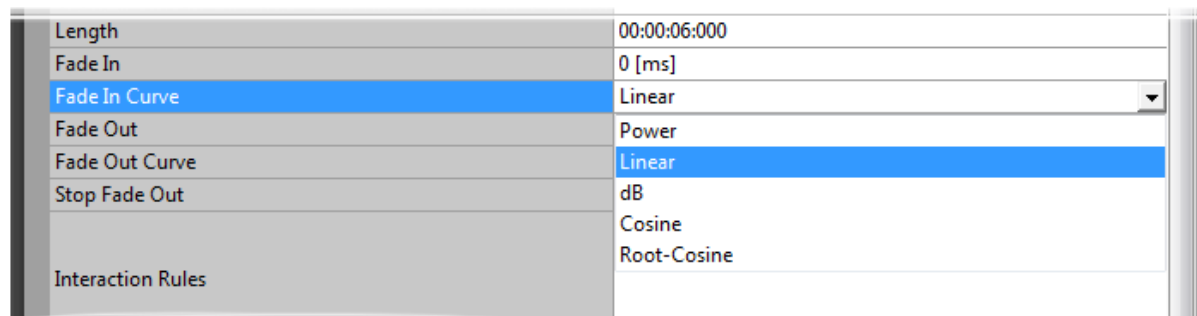 Length 00:00:06:000
Fade In 0 [ms]
Fade In Curve Linear
Fade Out Power
Fade Out Curve Linear
Stop Fade Out dB
Cosine
Root-Cosine
Interaction Rules